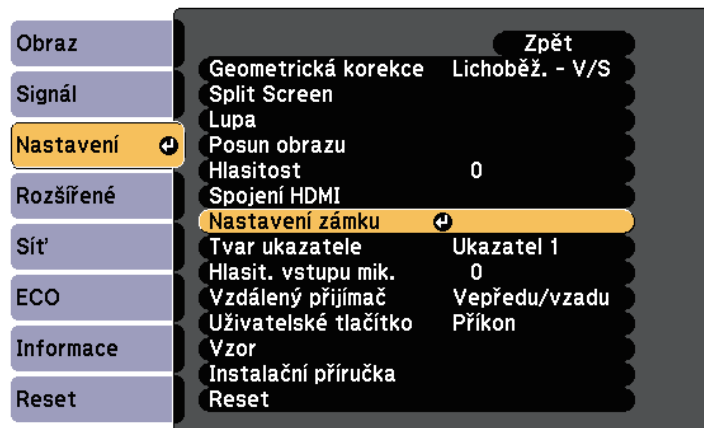 Obraz
Signál
Nastavení
Rozšířené
Síť
ECO
Informace
Reset
Zpět
Geometrická korekce Lichoběž. - V/S
Split Screen
Lupa
Posun obrazu
Hlasitost 0
Spojení HDMI
Nastavení zámku
Tvar ukazatele Ukazatel 1
Hlasit. vstupu mik. 0
Vzdálený přijímač Vepředu/vzadu
Uživatelské tlačítko Příkon
Vzor
Instalační příručka
Reset